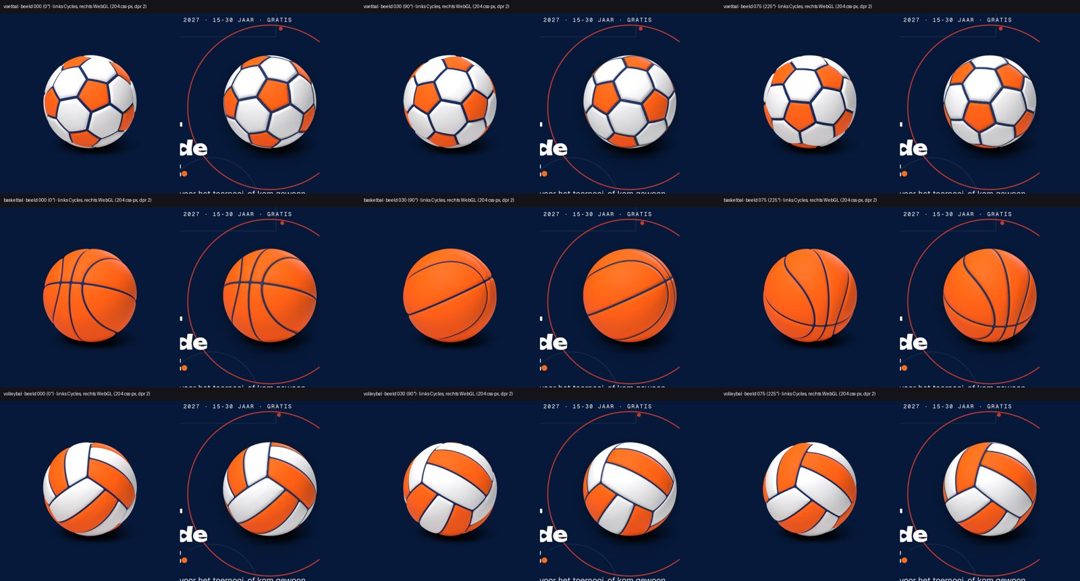 voetbal · beeld 000 (0°) · links Cycles, rechts WebGL (204 css-px, dpr 2)
voetbal · beeld 030 (90°) · links Cycles, rechts WebGL (204 css-px, dpr 2)
voetbal · beeld 075 (225°) · links Cycles, rechts WebGL (204 css-px, dpr 2)
2027 · 15-30 JAAR · GRATIS
2027 · 15-30 JAAR · GRATIS
2027 · 15-30 JAAR · GRATIS
de
de
de
voor het toernooi, of kom gewoon
voor het toernooi, of kom gewoon
voor het toernooi, of kom gewoon
basketbal · beeld 000 (0°) · links Cycles, rechts WebGL (204 css-px, dpr 2)
basketbal · beeld 030 (90°) · links Cycles, rechts WebGL (204 css-px, dpr 2)
basketbal · beeld 075 (225°) · links Cycles, rechts WebGL (204 css-px, dpr 2)
2027 · 15-30 JAAR · GRATIS
2027 · 15-30 JAAR · GRATIS
2027 · 15-30 JAAR · GRATIS
de
de
de
volleybal · beeld 000 (0°) · links Cycles, rechts WebGL (204 css-px, dpr 2)
volleybal · beeld 030 (90°) · links Cycles, rechts WebGL (204 css-px, dpr 2)
volleybal · beeld 075 (225°) · links Cycles, rechts WebGL (204 css-px, dpr 2)
2027 · 15-30 JAAR · GRATIS
2027 · 15-30 JAAR · GRATIS
2027 · 15-30 JAAR · GRATIS
de
de
de
voor het toernooi, of kom gewoon
voor het toernooi, of kom gewoon
voor het toernooi, of kom gewoon